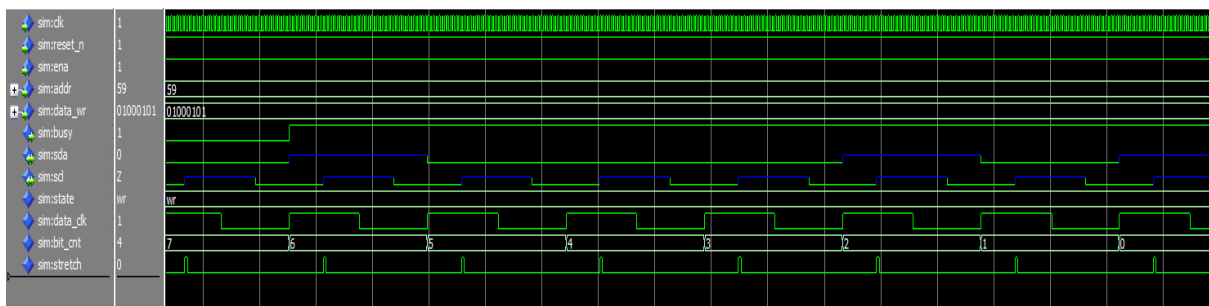 sim:clk 1
sim:reset_n 1
sim:ena 1
sim:addr 59 59
sim:data_wr 01000101 01000101
sim:busy 1
sim:sda 0
sim:scl Z
sim:state wr wr
sim:data_clk 1
sim:bit_cnt 4 7 6 5 4 3 2 1 0
sim:stretch 0